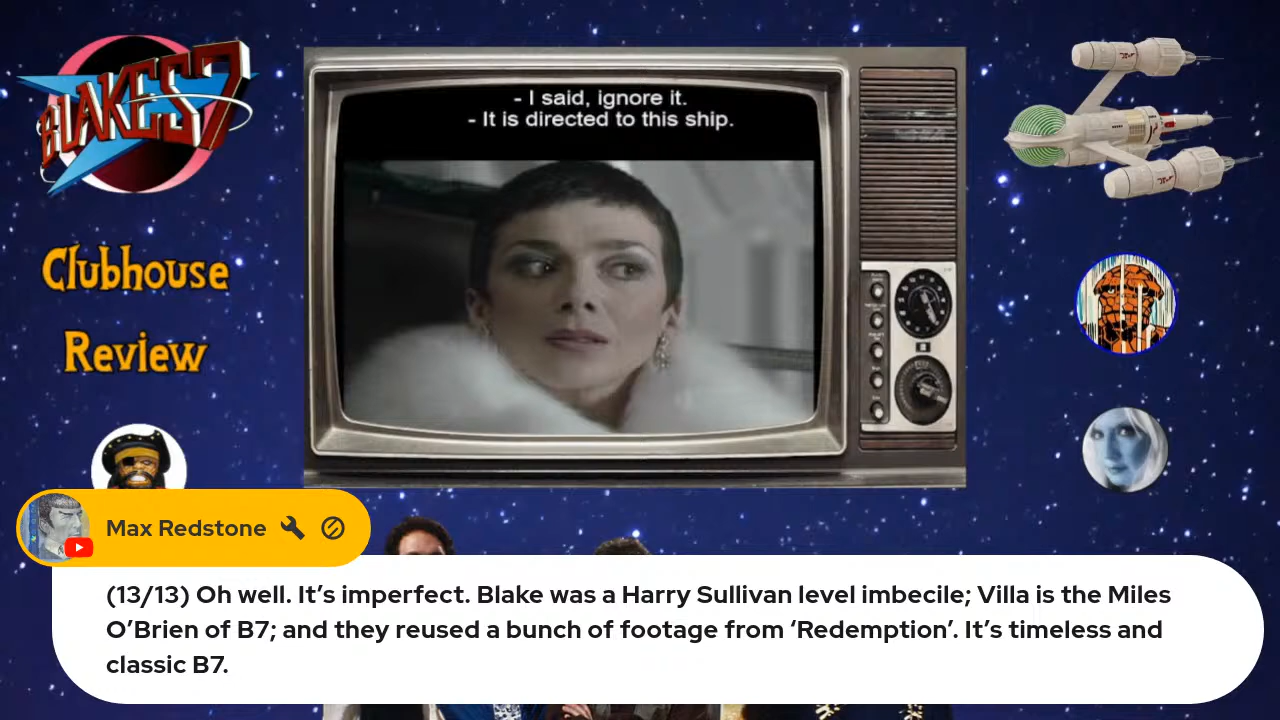 BLAKES 7
- I said, ignore it.
- It is directed to this ship.
Clubhouse
Review
Max Redstone
(13/13) Oh well. It’s imperfect. Blake was a Harry Sullivan level imbecile; Villa is the Miles
O’Brien of B7; and they reused a bunch of footage from ‘Redemption’. It’s timeless and
classic B7.